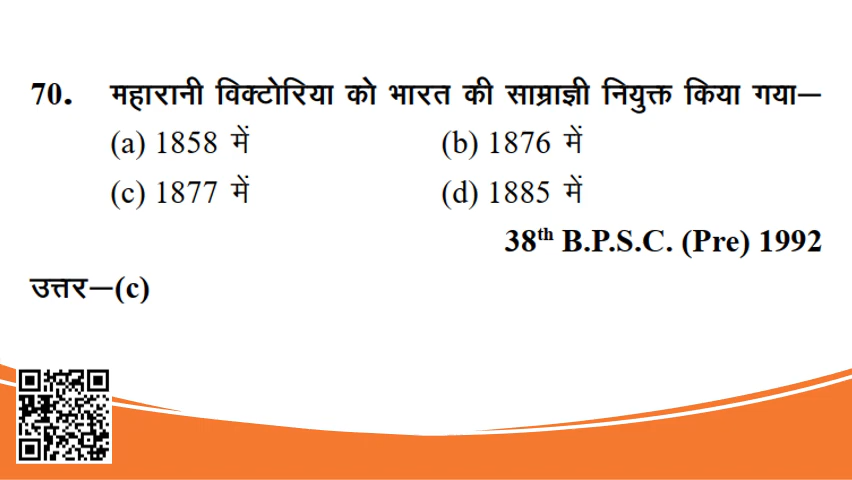 70. महारानी विक्टोरिया को भारत की साम्राज्ञी नियुक्त किया गया—
(a) 1858 में (b) 1876 में
(c) 1877 में (d) 1885 में
38th B.P.S.C. (Pre) 1992
उत्तर—(c)